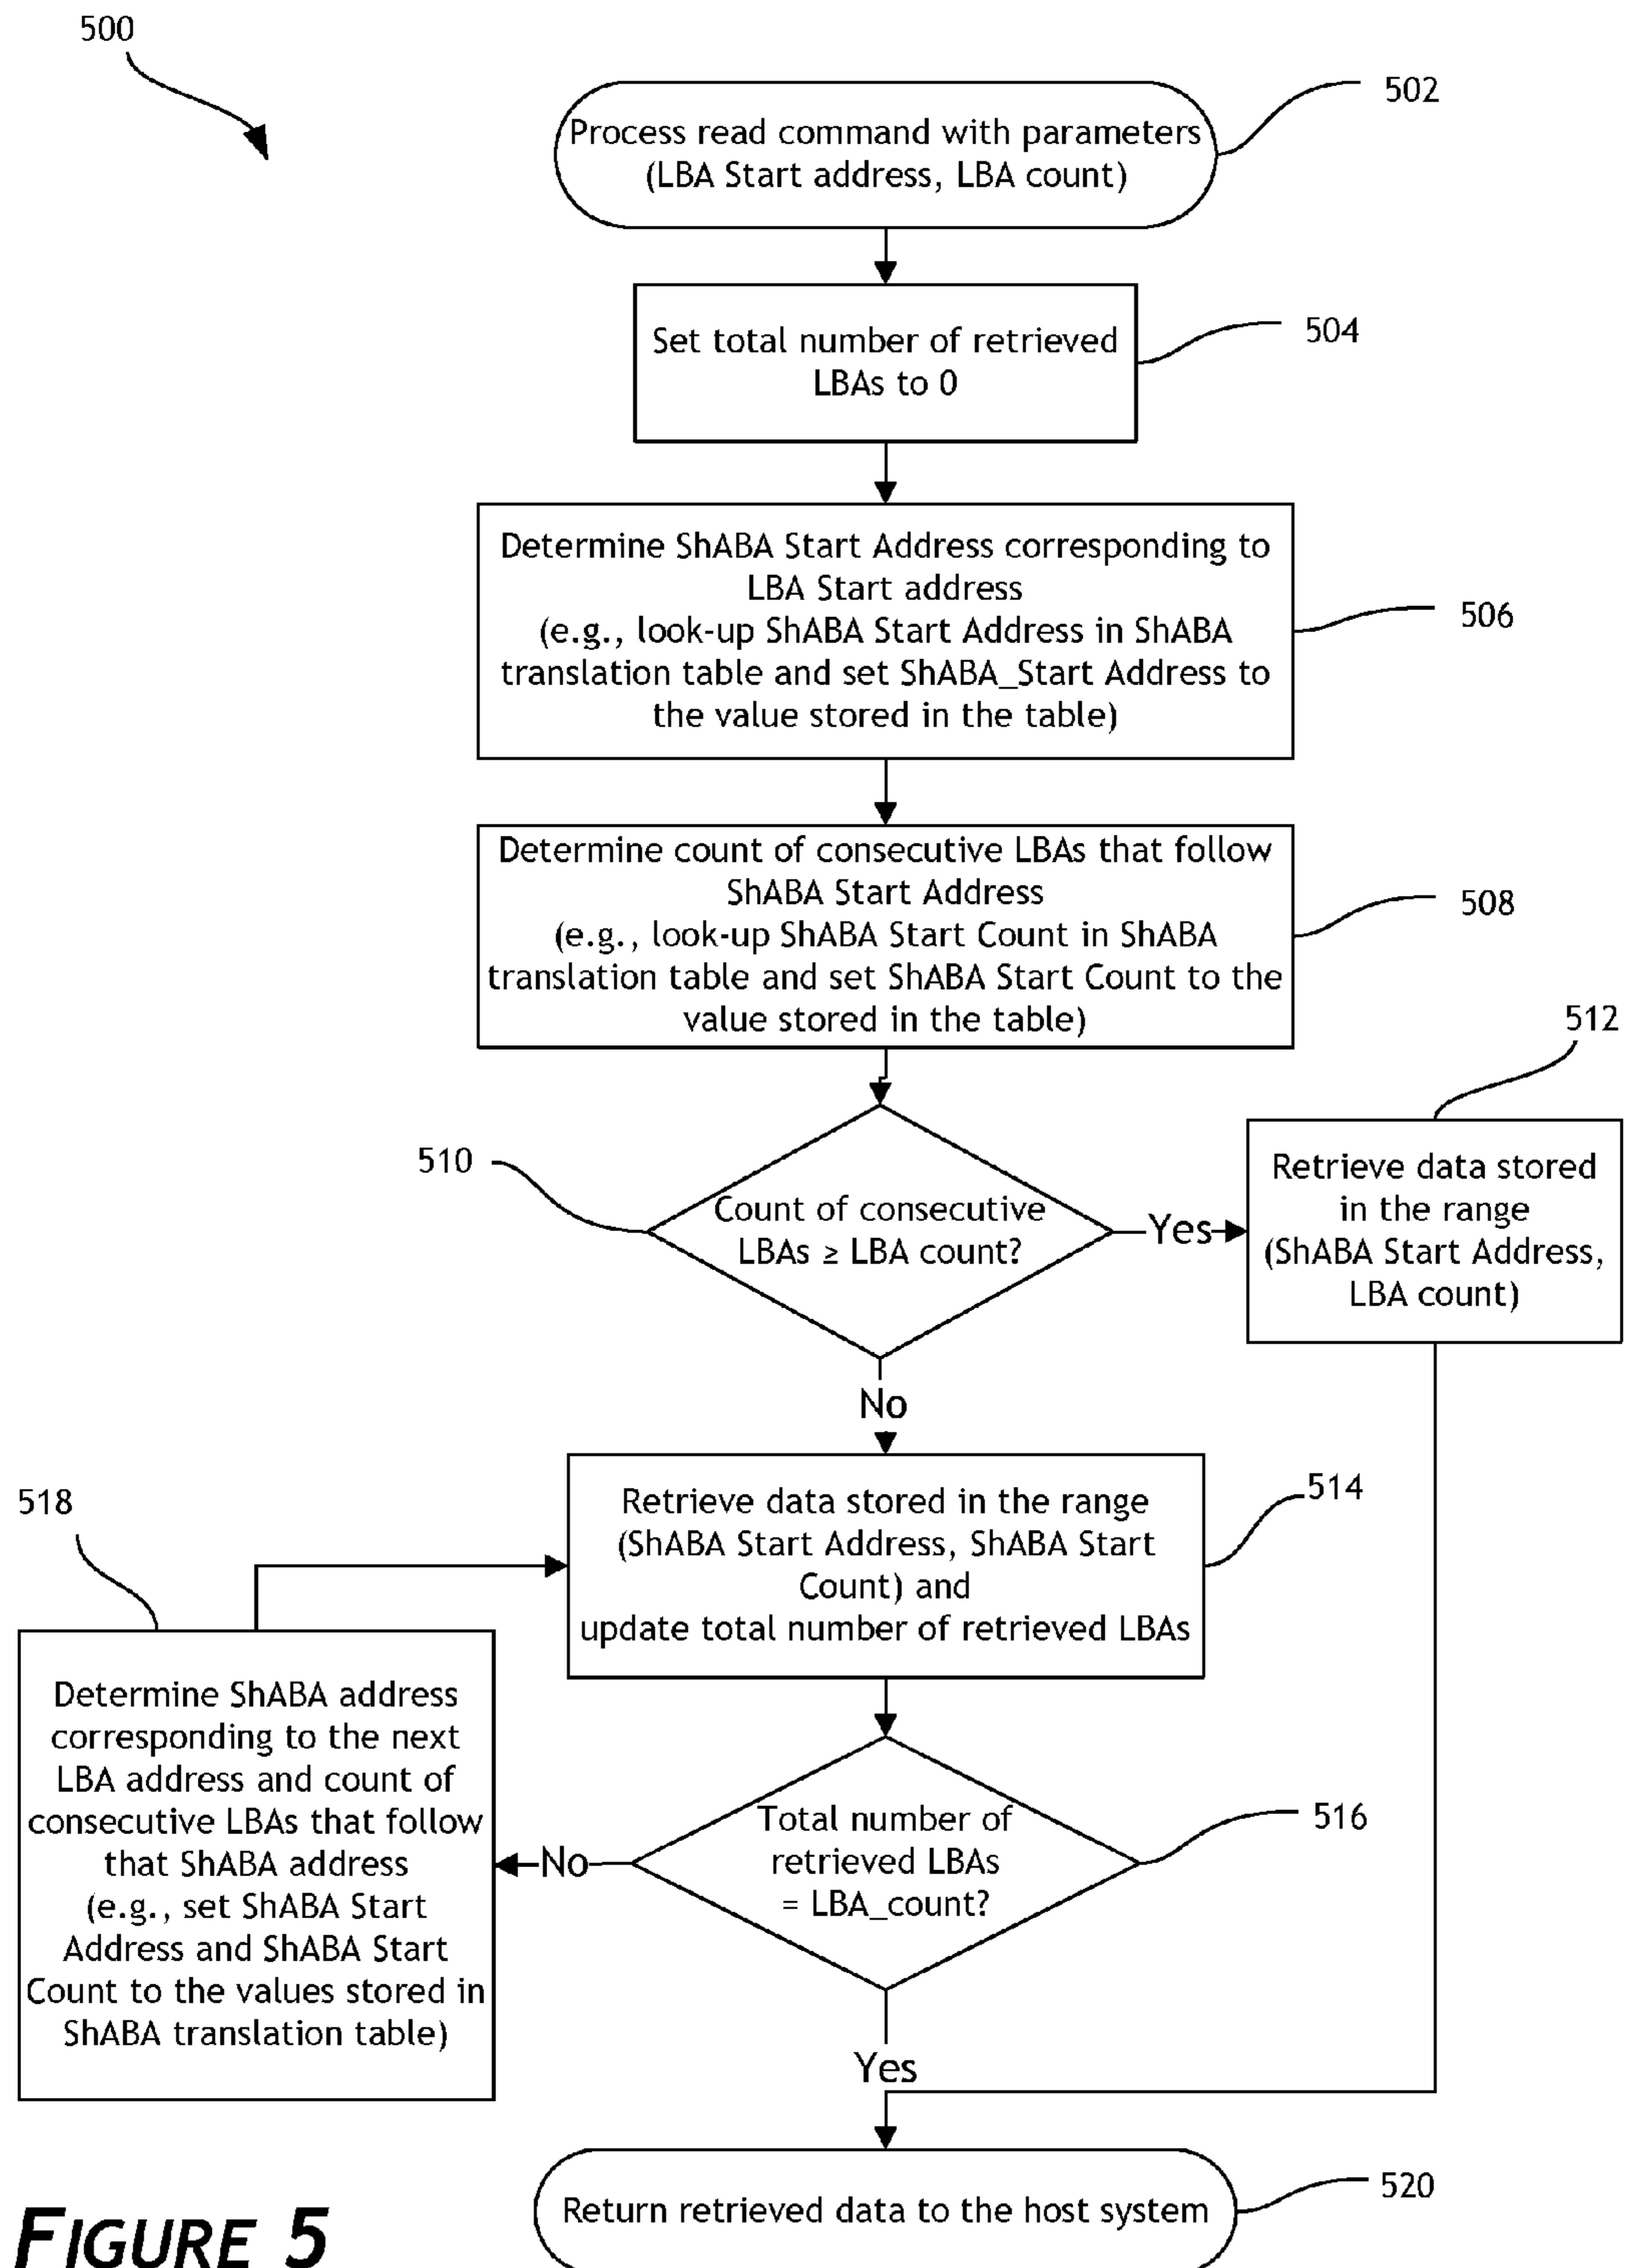 500
502
Process read command with parameters
(LBA Start address, LBA count)
504
Set total number of retrieved
LBAs to 0
506
Determine ShABA Start Address corresponding to
LBA Start address
(e.g., look-up ShABA Start Address in ShABA
translation table and set ShABA_Start Address to
the value stored in the table)
508
Determine count of consecutive LBAs that follow
ShABA Start Address
(e.g., look-up ShABA Start Count in ShABA
translation table and set ShABA Start Count to the
value stored in the table)
512
510
Count of consecutive
LBAs ≥ LBA count?
Yes
Retrieve data stored
in the range
(ShABA Start Address,
LBA count)
No
518
514
Retrieve data stored in the range
(ShABA Start Address, ShABA Start
Count) and
update total number of retrieved LBAs
Determine ShABA address
corresponding to the next
LBA address and count of
consecutive LBAs that follow
that ShABA address
(e.g., set ShABA Start
Address and ShABA Start
Count to the values stored in
ShABA translation table)
No
516
Total number of
retrieved LBAs
= LBA_count?
Yes
520
Return retrieved data to the host system
FIGURE 5